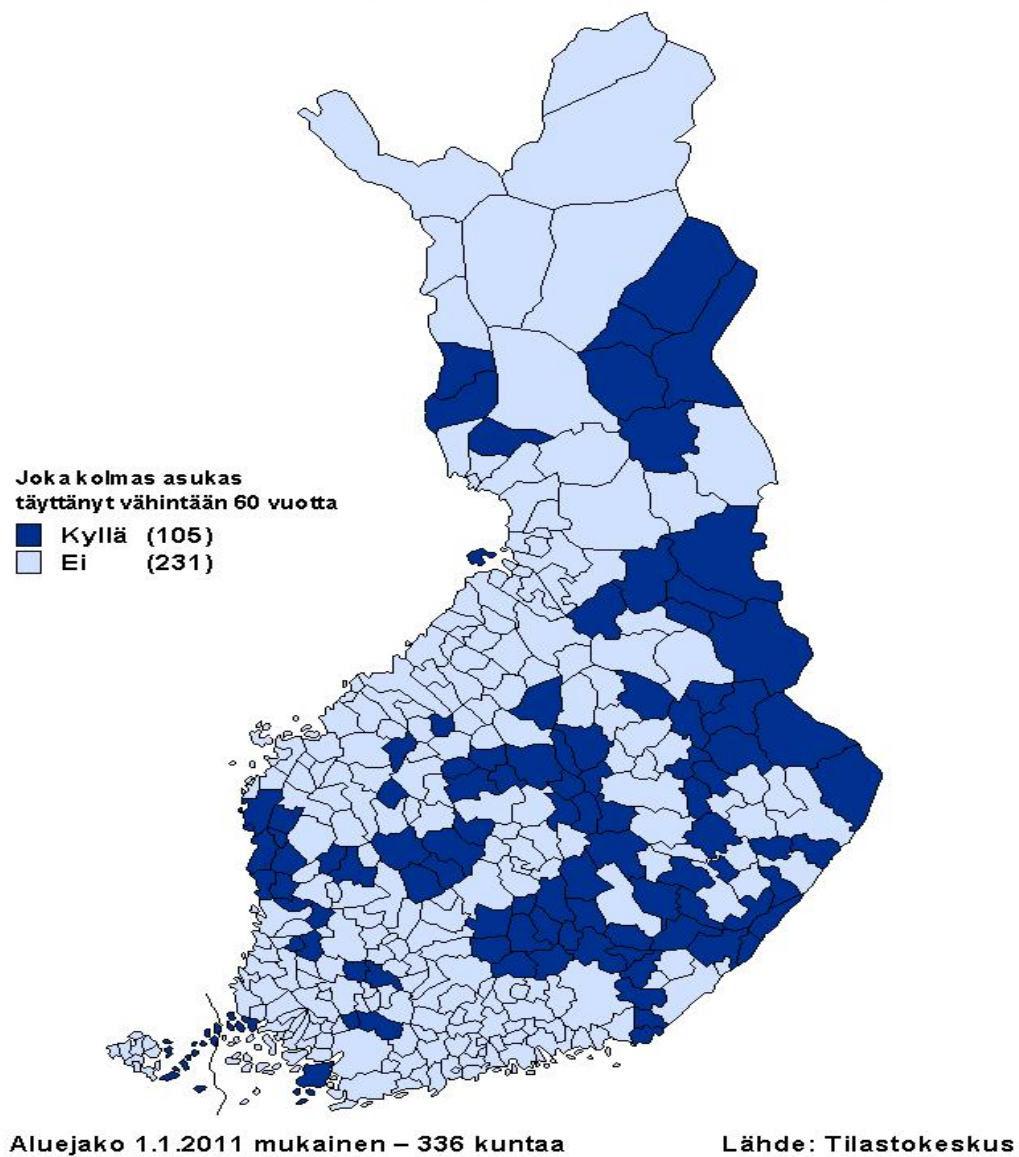 Joka kolmas asukas
täyttänyt vähintään 60 vuotta
Kyllä (105)
Ei (231)
Aluejako 1.1.2011 mukainen – 336 kuntaa
Lähde: Tilastokeskus